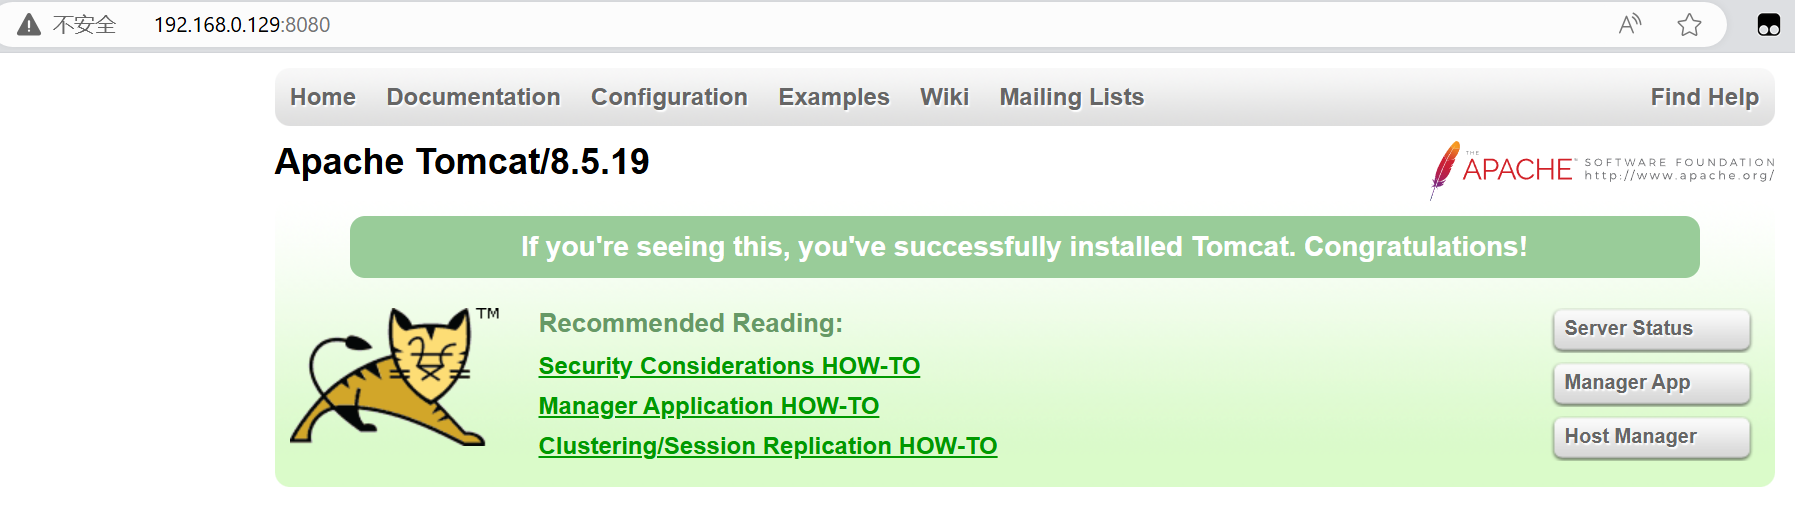 不安全 192.168.0.129:8080
Home Documentation Configuration Examples Wiki Mailing Lists Find Help
Apache Tomcat/8.5.19
THE APACHE™ SOFTWARE FOUNDATION
http://www.apache.org/
If you're seeing this, you've successfully installed Tomcat. Congratulations!
TM
Recommended Reading:
Security Considerations HOW-TO
Manager Application HOW-TO
Clustering/Session Replication HOW-TO
Server Status
Manager App
Host Manager